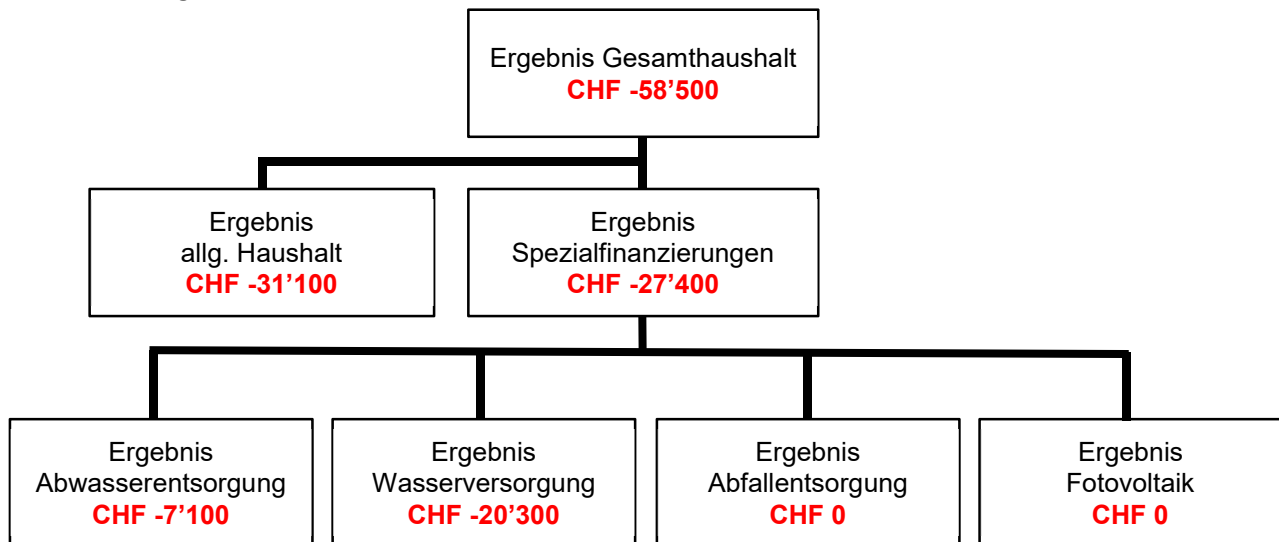 Ergebnis Gesamthaushalt
CHF -58’500
Ergebnis
allg. Haushalt
CHF -31’100
Ergebnis
Spezialfinanzierungen
CHF -27’400
Ergebnis
Abwasserentsorgung
CHF -7’100
Ergebnis
Wasserversorgung
CHF -20’300
Ergebnis
Abfallentsorgung
CHF 0
Ergebnis
Fotovoltaik
CHF 0